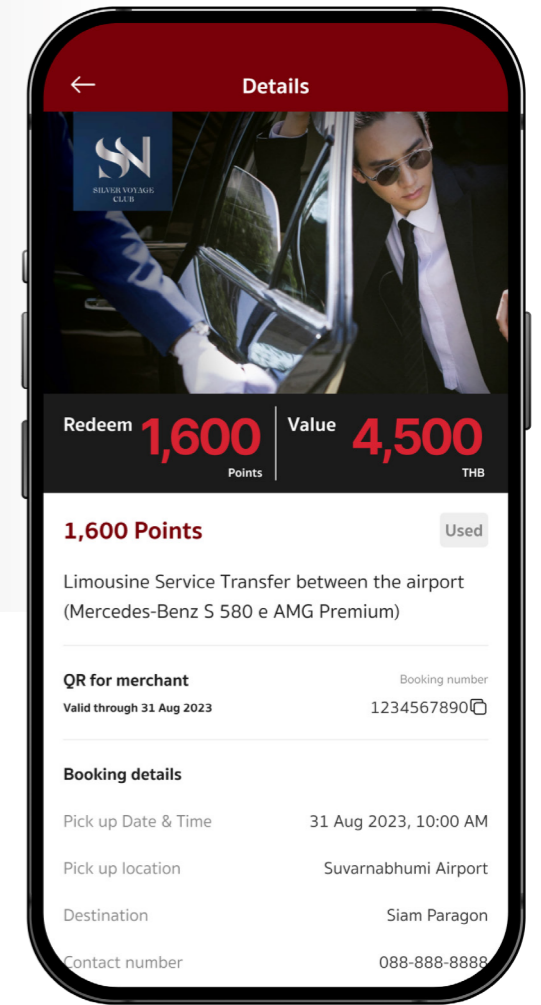 Details
SN
SILVER VOYAGE
CLUB
Redeem 1,600 Points
Value 4,500 THB
1,600 Points
Used
Limousine Service Transfer between the airport
(Mercedes-Benz S 580 e AMG Premium)
QR for merchant
Booking number
Valid through 31 Aug 2023
1234567890
Booking details
Pick up Date & Time 31 Aug 2023, 10:00 AM
Pick up location Suvarnabhumi Airport
Destination Siam Paragon
Contact number 088-888-8888